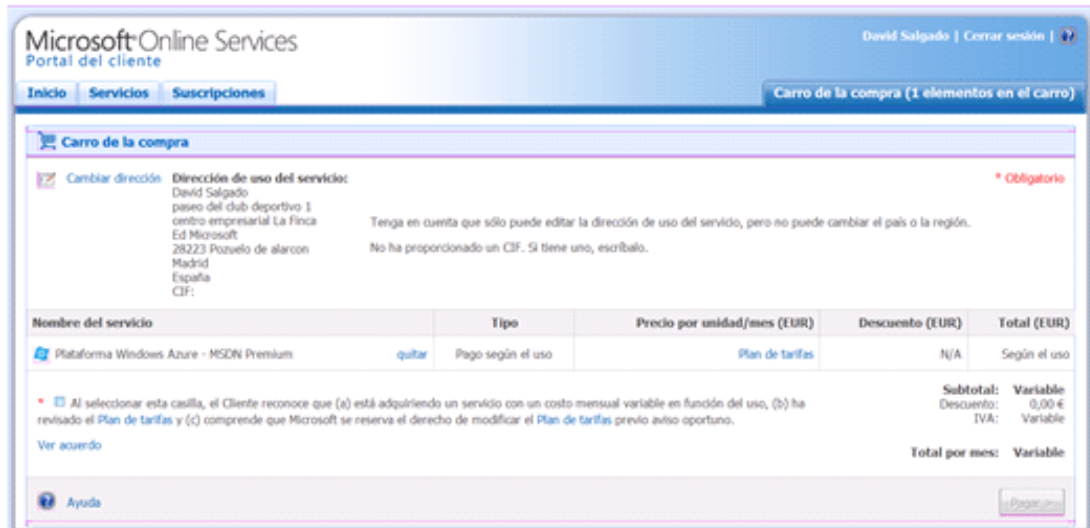 Microsoft Online Services
Portal del cliente
David Salgado | Cerrar sesión |
Inicio Servicios Suscripciones
Carro de la compra (1 elementos en el carro)
Carro de la compra
Cambiar dirección
Dirección de uso del servicio:
David Salgado
paseo del club deportivo 1
centro empresarial La Finca
Ed Microsoft
28223 Pozuelo de alarcon
Madrid
España
CIF:
* Obligatorio
Tenga en cuenta que sólo puede editar la dirección de uso del servicio, pero no puede cambiar el país o la región.
No ha proporcionado un CIF. Si tiene uno, escríbalo.
Nombre del servicio Tipo Precio por unidad/mes (EUR) Descuento (EUR) Total (EUR)
Plataforma Windows Azure - MSDN Premium quitar Pago según el uso Plan de tarifas N/A Según el uso
* Al seleccionar esta casilla, el Cliente reconoce que (a) está adquiriendo un servicio con un costo mensual variable en función del uso, (b) ha
revisado el Plan de tarifas y (c) comprende que Microsoft se reserva el derecho de modificar el Plan de tarifas previo aviso oportuno.
Ver acuerdo
Subtotal: Variable
Descuento: 0,00 €
IVA: Variable
Total por mes: Variable
Ayuda
Pagar